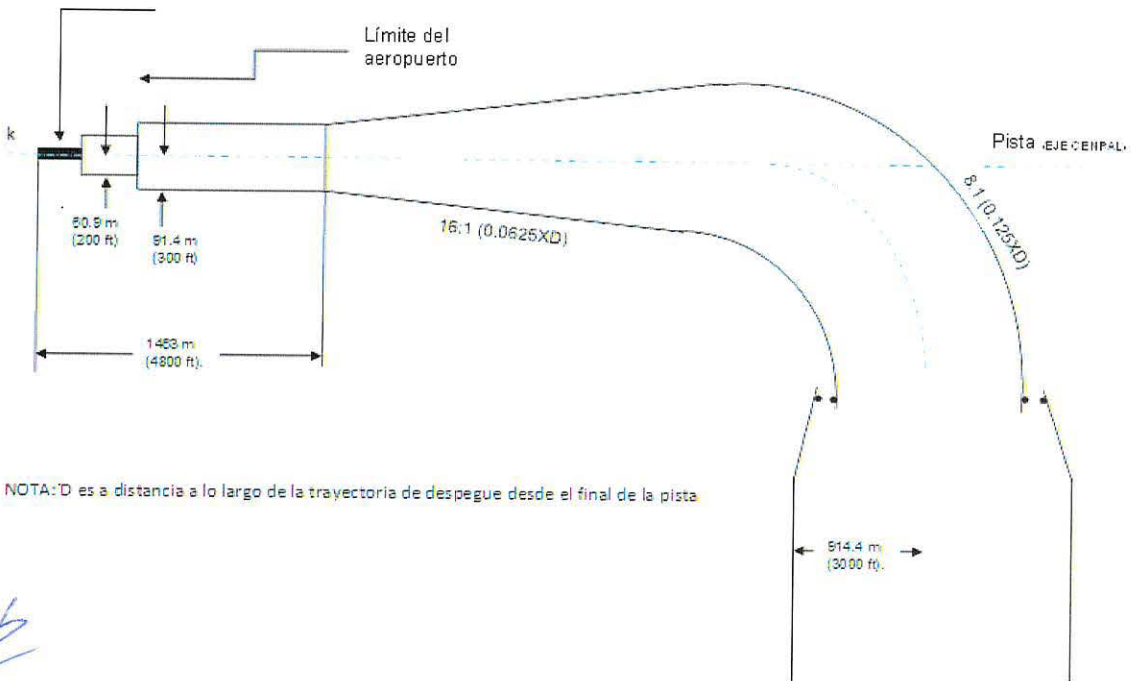 Límite del
aeropuerto
k
Pista (EJE CENPAL)
60.9 m
(200 ft)
91.4 m
(300 ft)
16:1 (0.0625XD)
8:1 (0.125XD)
1463 m
(4800 ft).
NOTA: D es a distancia a lo largo de la trayectoria de despegue desde el final de la pista
914.4 m
(3000 ft).